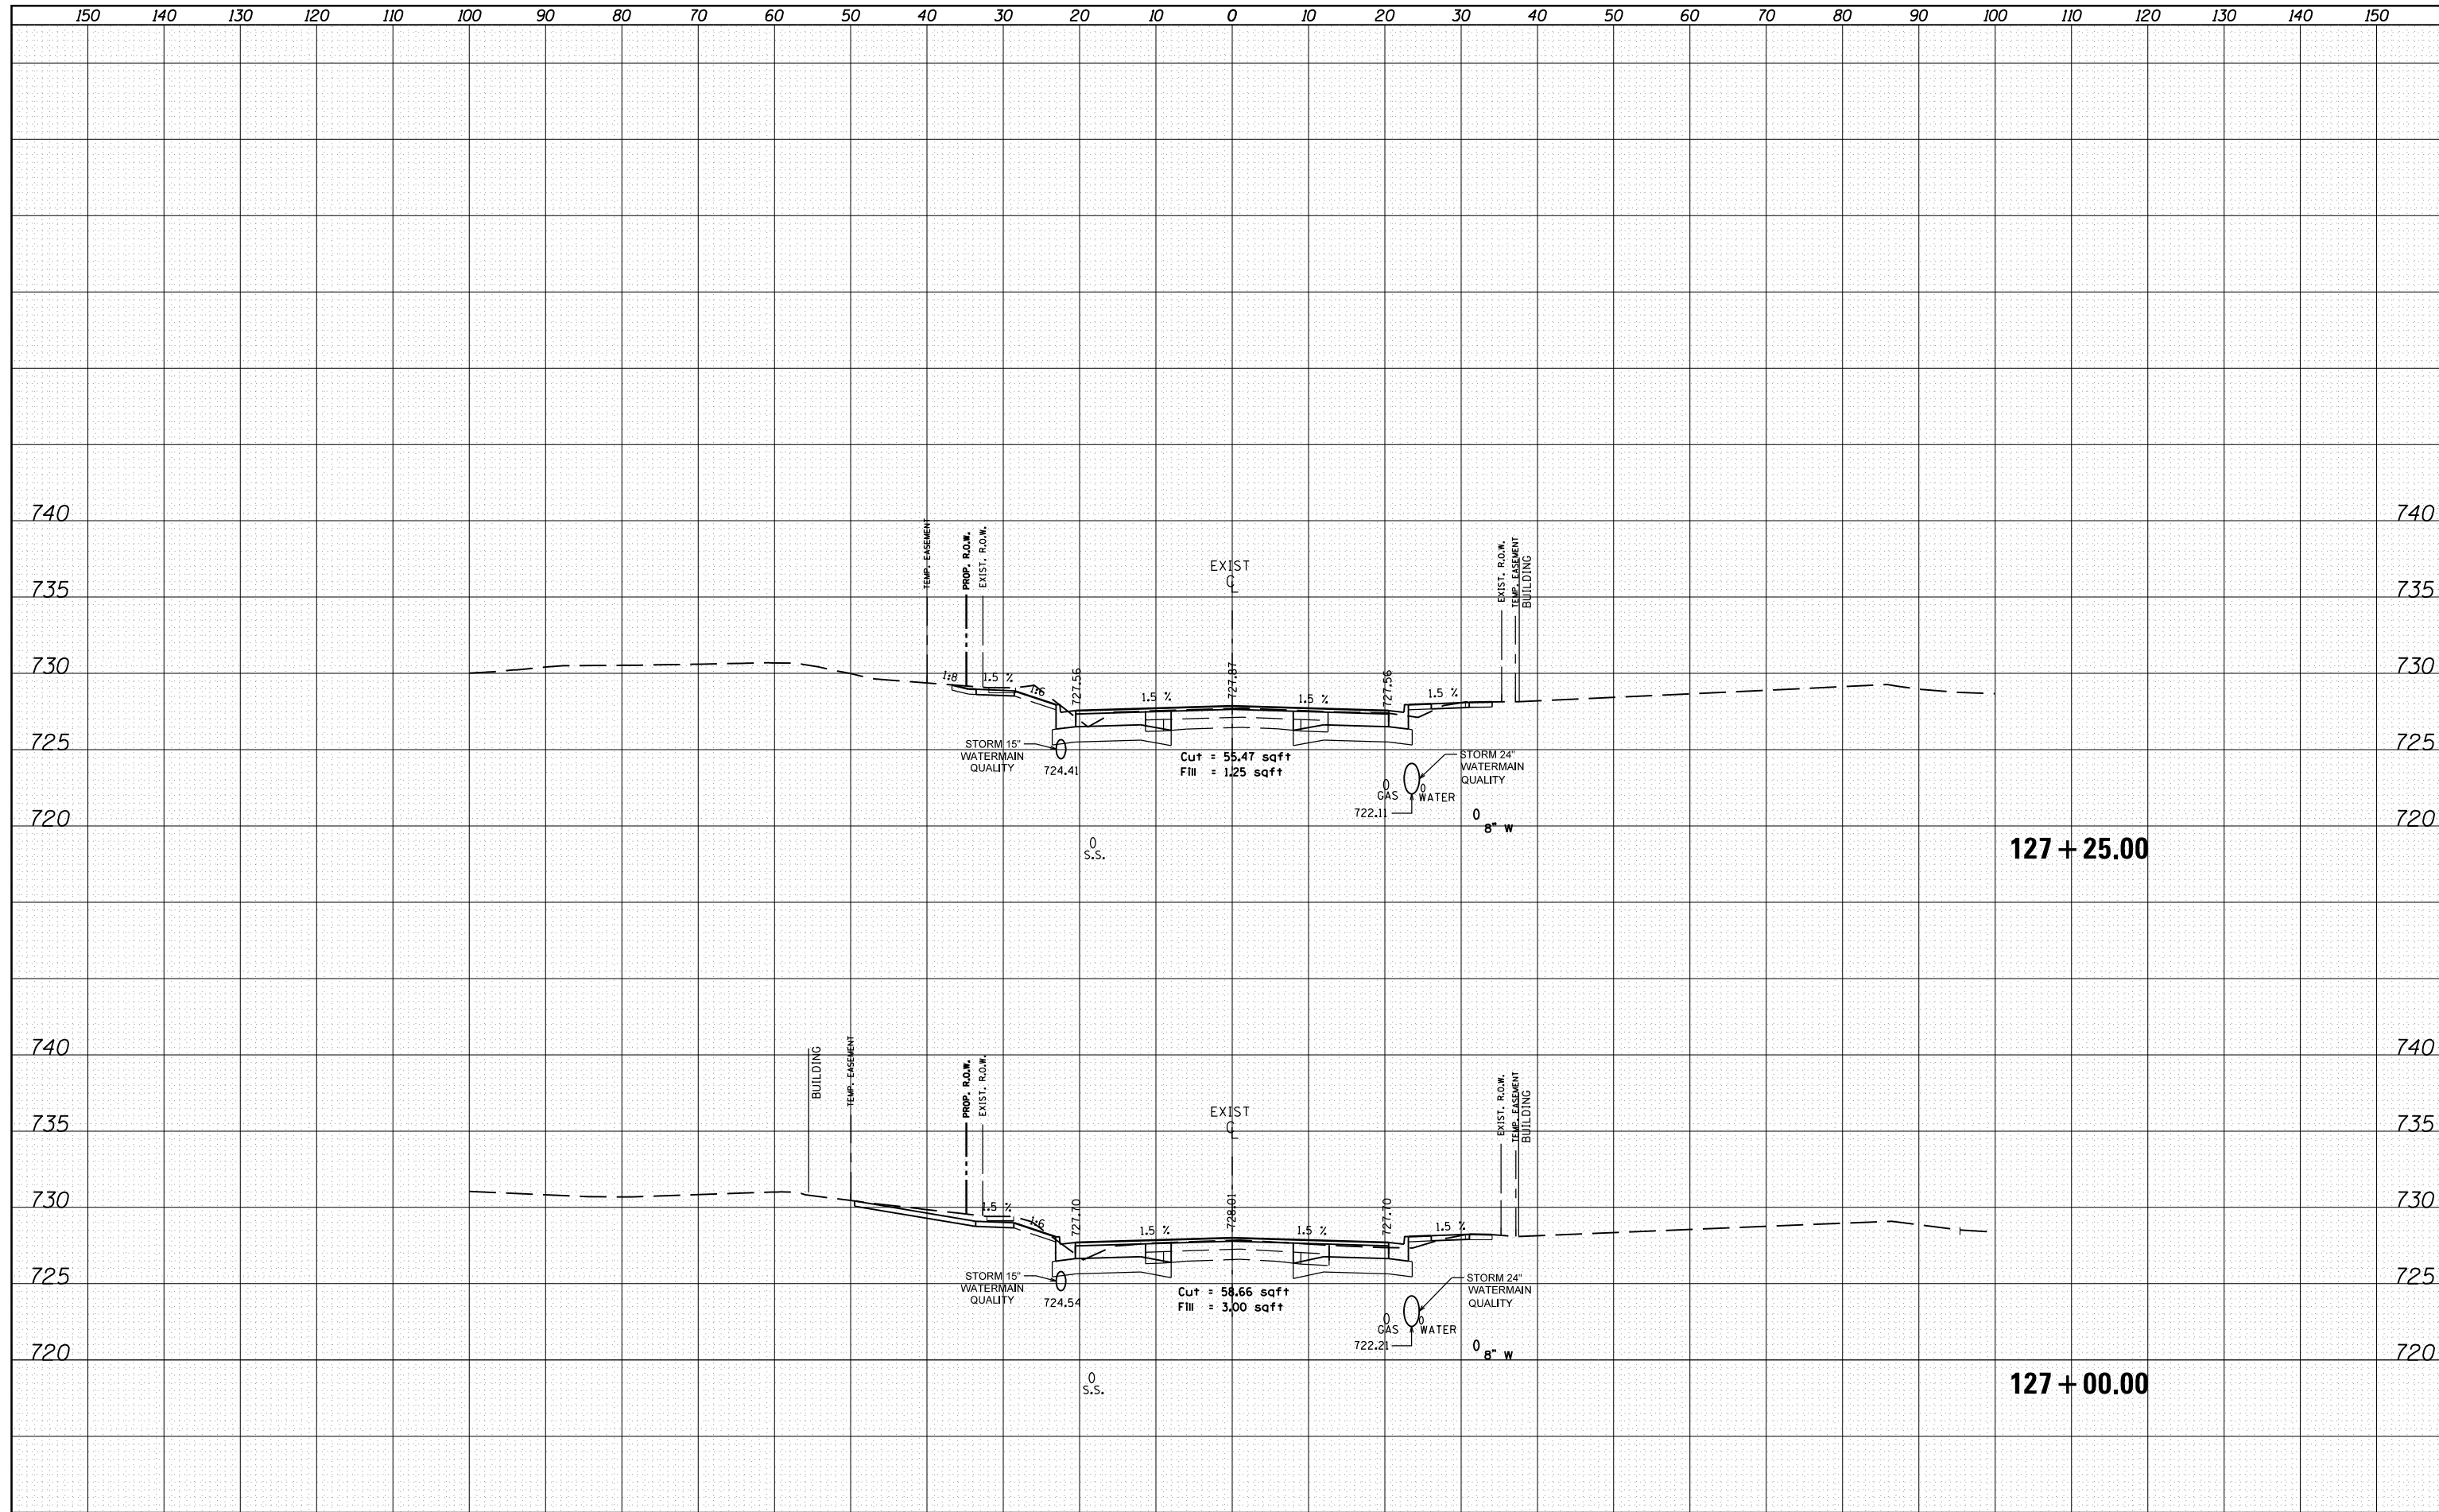 150 140 130 120 110 100 90 80 70 60 50 40 30 20 10 0 10 20 30 40 50 60 70 80 90 100 110 120 130 140 150
740 740
TEMP. EASEMENT
PROP. R.O.W.
EXIST. R.O.W.
EXIST
CL
EXIST. R.O.W.
TEMP. EASEMENT
BUILDING
735 735
730 730
1:8
1.5 %
1:6
727.56
1.5 %
727.87
1.5 %
727.56
1.5 %
725 725
STORM 15"
WATERMAIN
QUALITY
724.41
Cut = 55.47 sqft
Fill = 1.25 sqft
STORM 24"
WATERMAIN
QUALITY
GAS
WATER
722.11
8" W
720 720
S.S.
127 + 25.00
740 740
BUILDING
TEMP. EASEMENT
PROP. R.O.W.
EXIST. R.O.W.
EXIST
CL
EXIST. R.O.W.
TEMP. EASEMENT
BUILDING
735 735
730 730
1.5 %
1:6
727.70
1.5 %
728.01
1.5 %
727.70
1.5 %
725 725
STORM 15"
WATERMAIN
QUALITY
724.54
Cut = 58.66 sqft
Fill = 3.00 sqft
STORM 24"
WATERMAIN
QUALITY
GAS
WATER
722.21
8" W
720 720
S.S.
127 + 00.00